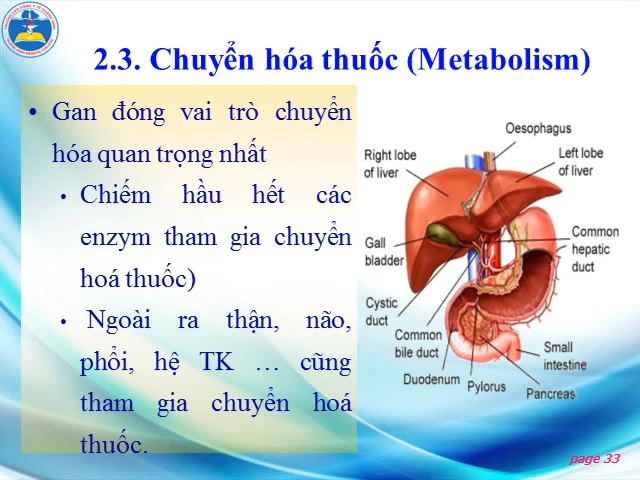 2.3. Chuyển hóa thuốc (Metabolism)
• Gan đóng vai trò chuyển
hóa quan trọng nhất
• Chiếm hầu hết các
enzym tham gia chuyển
hoá thuốc)
• Ngoài ra thận, não,
phổi, hệ TK … cũng
tham gia chuyển hoá
thuốc.
Oesophagus
Right lobe
of liver
Left lobe
of liver
Gall
bladder
Common
hepatic
duct
Cystic
duct
Common
bile duct
Small
intestine
Duodenum
Pylorus
Pancreas
page 33